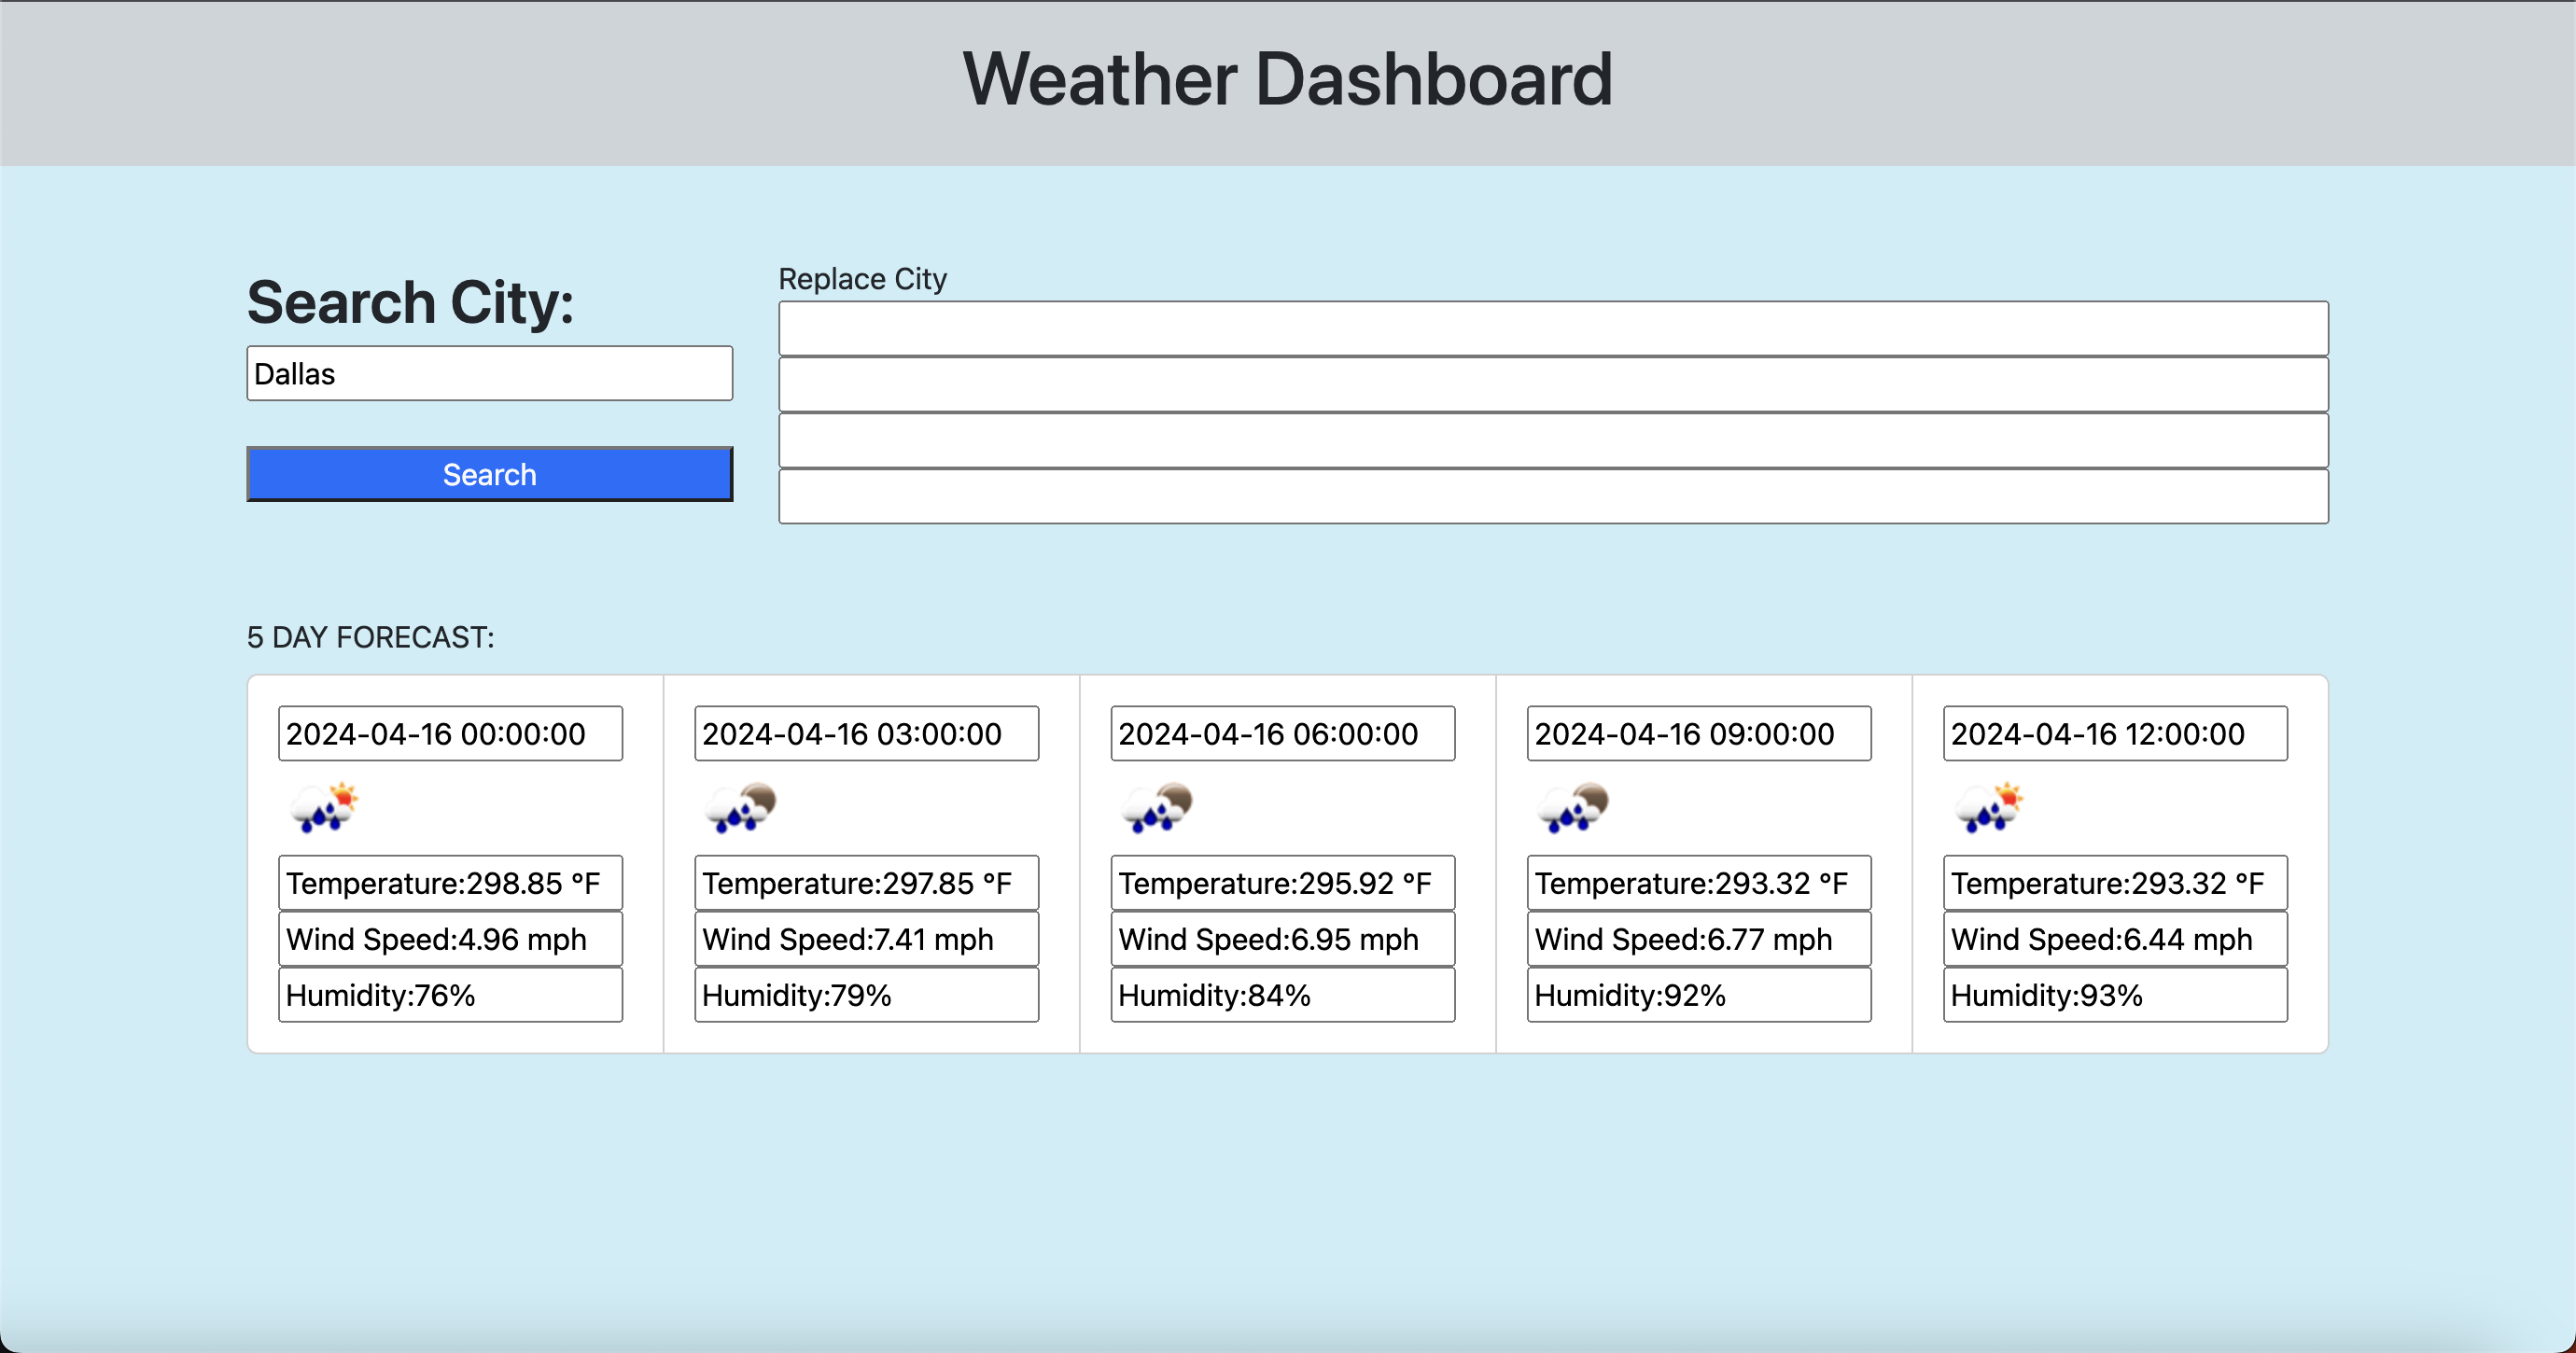 Weather Dashboard
Search City:
Dallas
Search
Replace City
5 DAY FORECAST:
2024-04-16 00:00:00
Temperature:298.85 °F
Wind Speed:4.96 mph
Humidity:76%
2024-04-16 03:00:00
Temperature:297.85 °F
Wind Speed:7.41 mph
Humidity:79%
2024-04-16 06:00:00
Temperature:295.92 °F
Wind Speed:6.95 mph
Humidity:84%
2024-04-16 09:00:00
Temperature:293.32 °F
Wind Speed:6.77 mph
Humidity:92%
2024-04-16 12:00:00
Temperature:293.32 °F
Wind Speed:6.44 mph
Humidity:93%